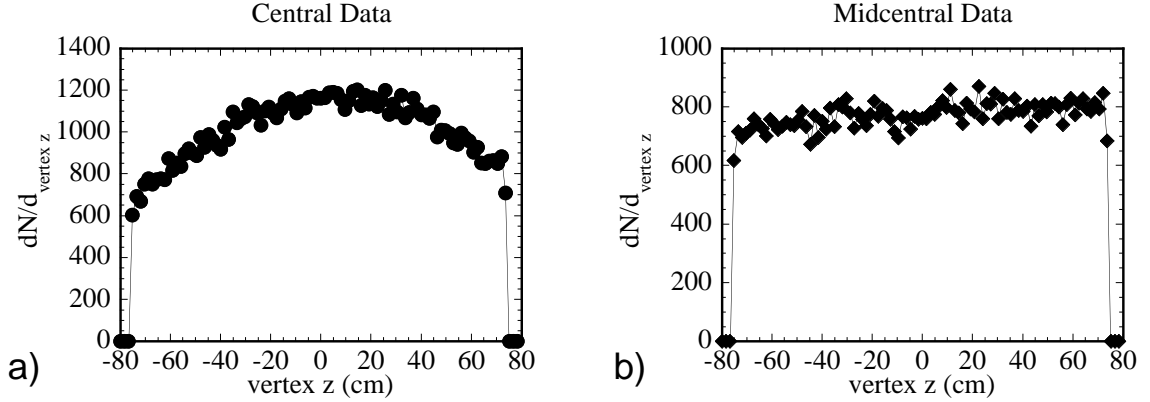 Central Data
1400
1200
1000
800
600
400
200
0
dN/d_vertex z
-80 -60 -40 -20 0 20 40 60 80
vertex z (cm)
a)
Midcentral Data
1000
800
600
400
200
0
dN/d_vertex z
-80 -60 -40 -20 0 20 40 60 80
vertex z (cm)
b)